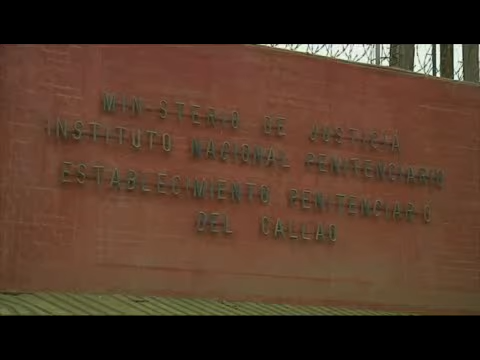 MINISTERIO DE JUSTICIA
INSTITUTO NACIONAL PENITENCIARIO
ESTABLECIMIENTO PENITENCIARIO
DEL CALLAO